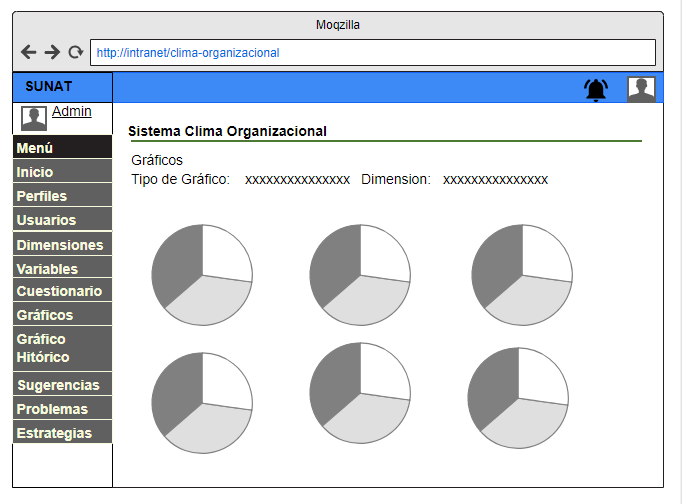 Moqzilla
http://intranet/clima-organizacional
SUNAT
Admin
Menú
Inicio
Perfiles
Usuarios
Dimensiones
Variables
Cuestionario
Gráficos
Gráfico
Hitórico
Sugerencias
Problemas
Estrategias
Sistema Clima Organizacional
Gráficos
Tipo de Gráfico: xxxxxxxxxxxxxxx Dimension: xxxxxxxxxxxxxxx